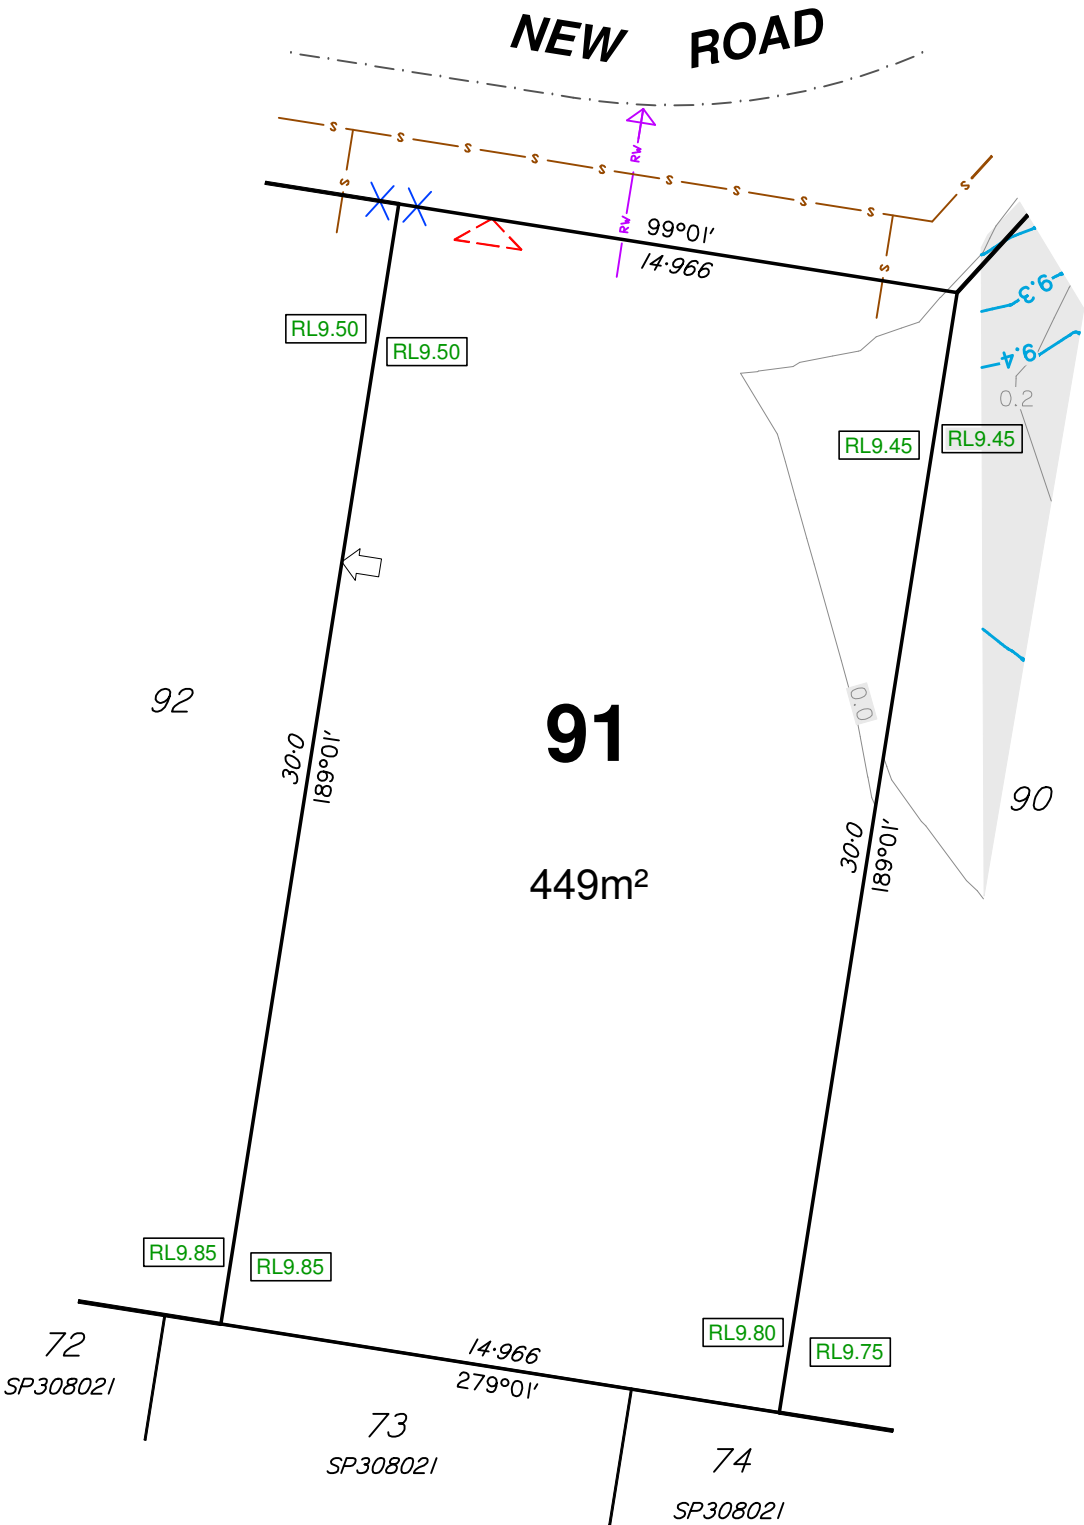 NEW ROAD
s s s s s s s s s
s
s
s
RW
RW
99°01'
14·966
9.3
9.4
0.2
RL9.50
RL9.50
RL9.45
RL9.45
92
91
0.0
30·0
189°01'
449m²
90
30·0
189°01'
RL9.85
RL9.85
RL9.80
RL9.75
14·966
279°01'
72
SP308021
73
SP308021
74
SP308021